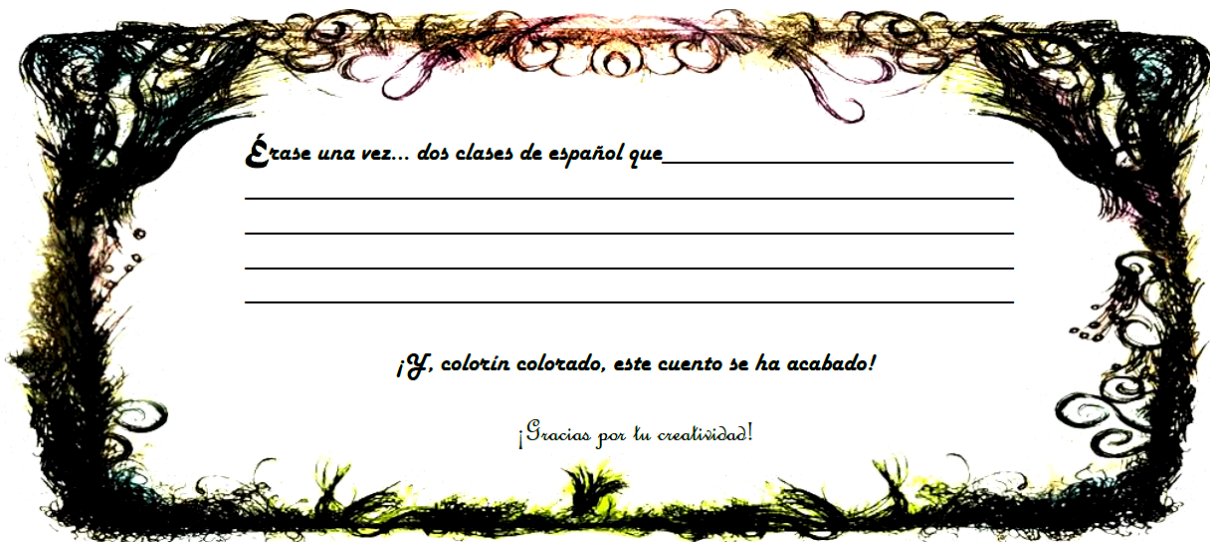 Érase una vez... dos clases de español que
¡Y, colorín colorado, este cuento se ha acabado!
¡Gracias por tu creatividad!